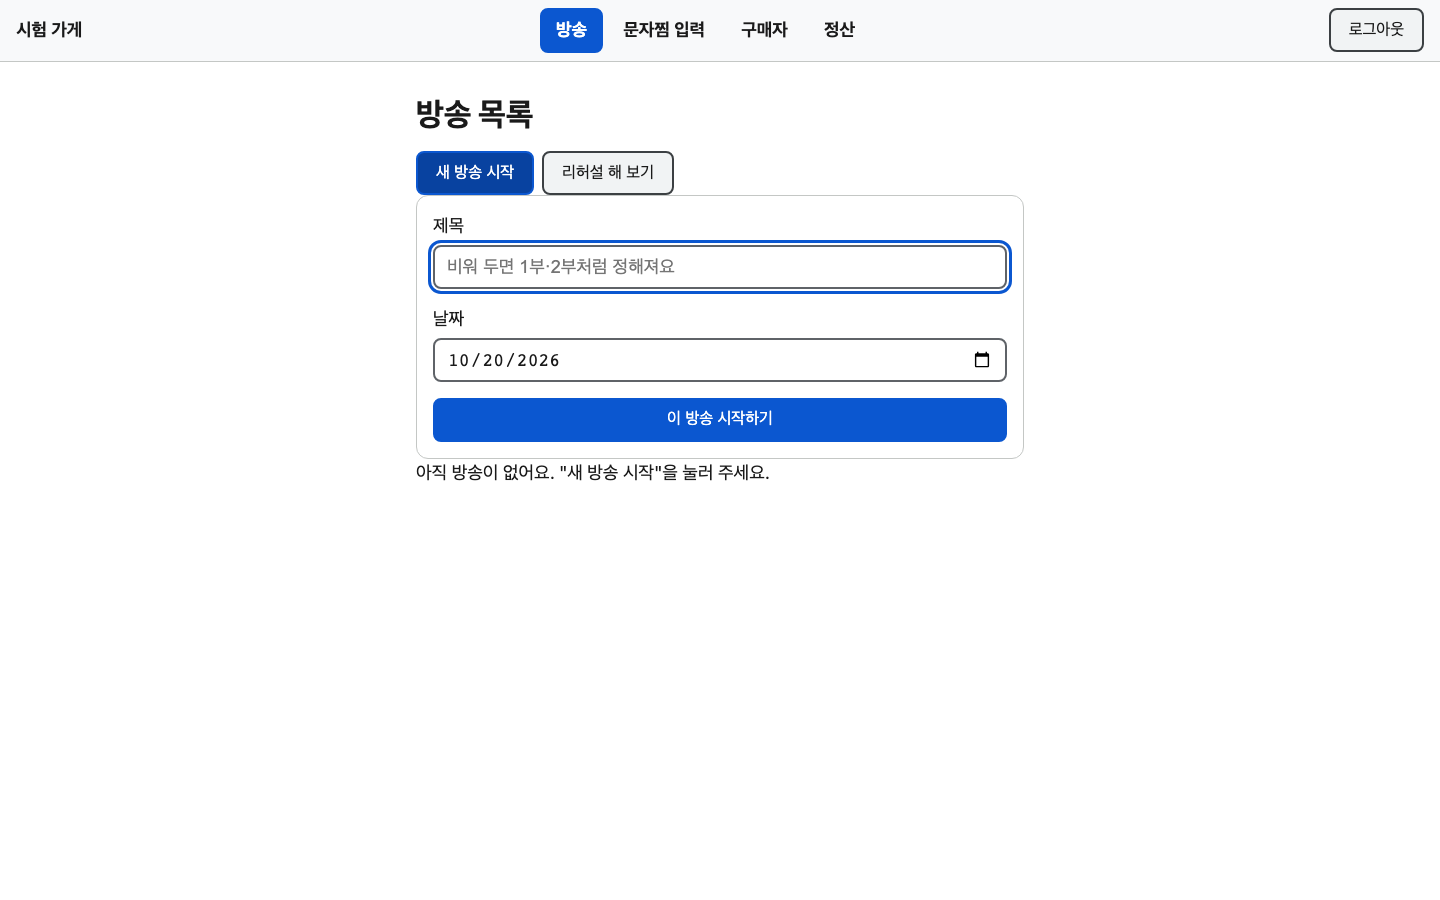 시험 가게
방송
문자찜 입력
구매자
정산
로그아웃
방송 목록
새 방송 시작
리허설 해 보기
제목
비워 두면 1부·2부처럼 정해져요
날짜
10/20/2026
이 방송 시작하기
아직 방송이 없어요. "새 방송 시작"을 눌러 주세요.